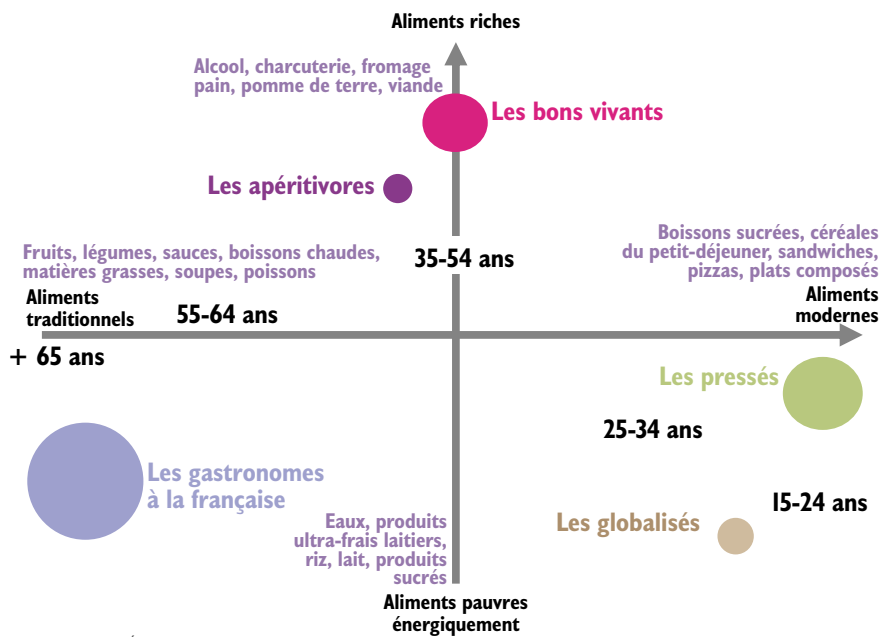 Aliments riches
Alcool, charcuterie, fromage
pain, pomme de terre, viande
Les bons vivants
Les apéritivores
Fruits, légumes, sauces, boissons chaudes,
matières grasses, soupes, poissons
35-54 ans
Boissons sucrées, céréales
du petit-déjeuner, sandwiches,
pizzas, plats composés
Aliments
traditionnels
55-64 ans
Aliments
modernes
+ 65 ans
Les pressés
25-34 ans
Les gastronomes
à la française
15-24 ans
Les globalisés
Eaux, produits
ultra-frais laitiers,
riz, lait, produits
sucrés
Aliments pauvres
énergiquement